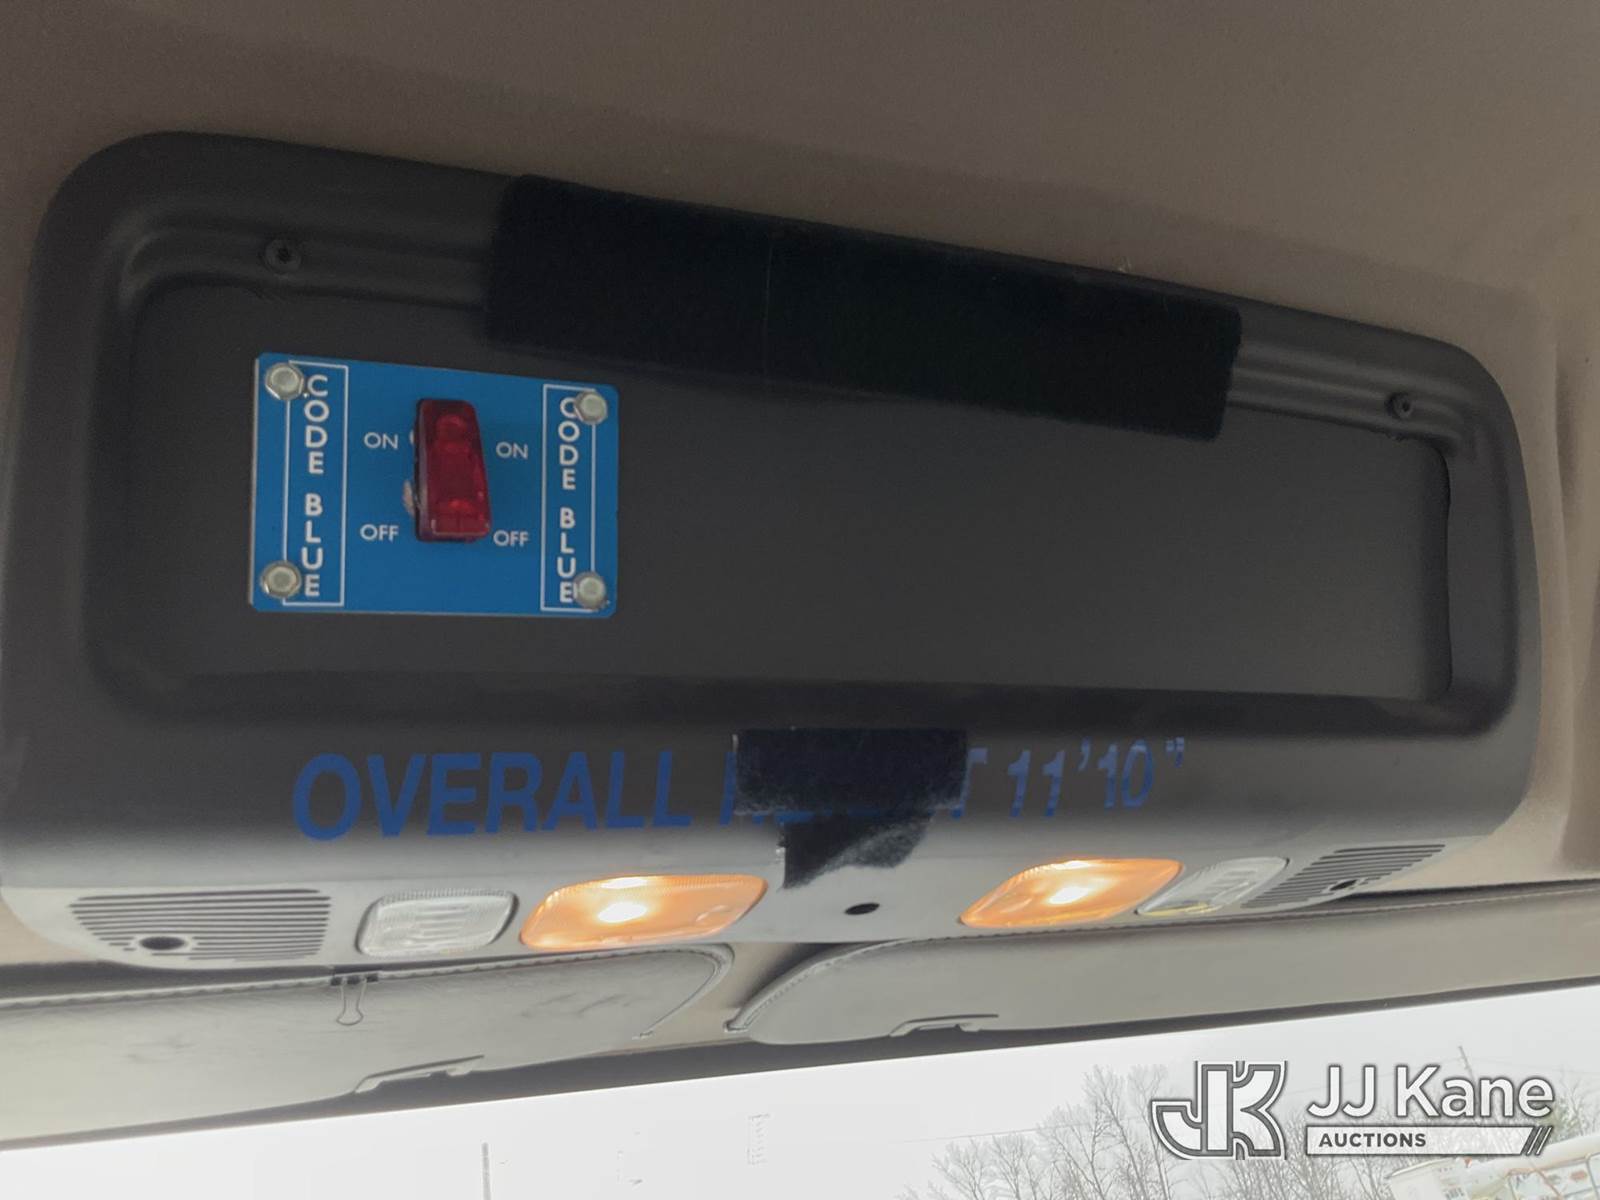 CODE BLUE
ON
ON
OFF
OFF
CODE BLUE
OVERALL 11'10"
JJ Kane
AUCTIONS